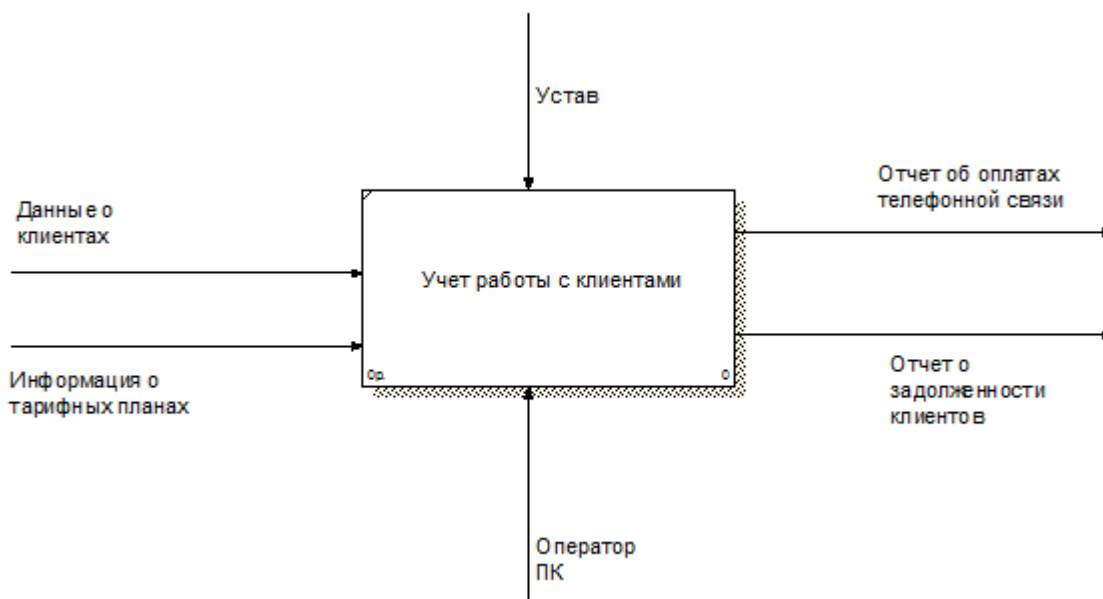 Устав
Отчет об оплатах
телефонной связи
Данные о
клиентах
Учет работы с клиентами
Информация о
тарифных планах
0р.
0
Отчет о
задолженности
клиентов
Оператор
ПК